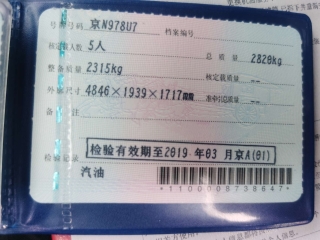 号牌号码 京N978U7 档案编号
核定载人数 5人 总质量 2820kg
整备质量 2315kg 核定载质量 --
外廓尺寸 4846×1939×1717mm 准牵引总质量 --
备注
检验记录 检验有效期至2019年03月京A(01)
汽油
*1100008739647*